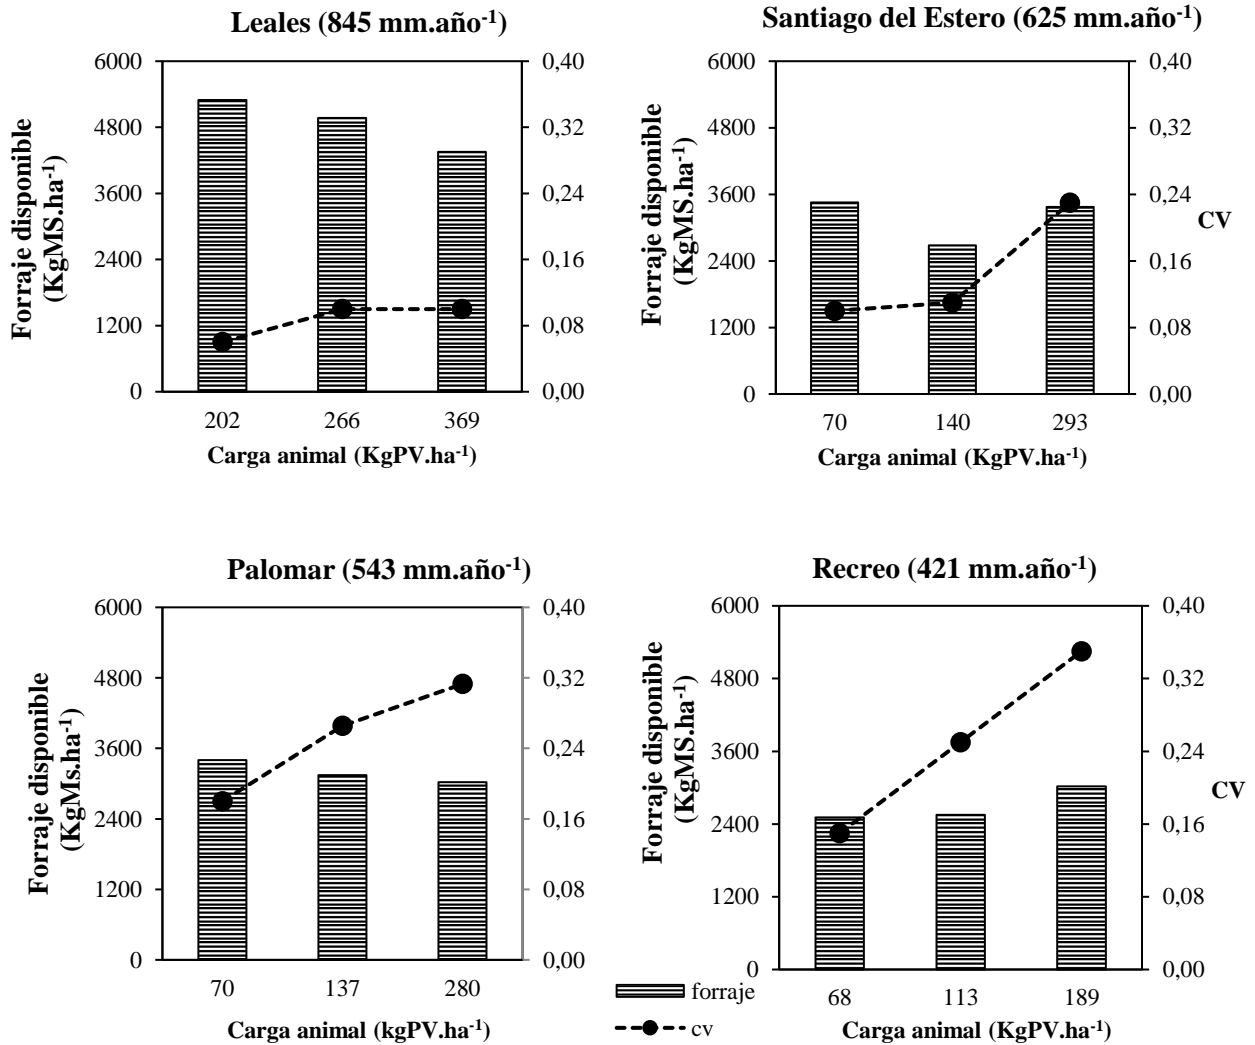 Leales (845 mm.año-1)
Forraje disponible
(KgMS.ha-1)
6000
4800
3600
2400
1200
0
0,40
0,32
0,24
0,16
0,08
0,00
202 266 369
Carga animal (KgPV.ha-1)
Santiago del Estero (625 mm.año-1)
Forraje disponible
(KgMS.ha-1)
6000
4800
3600
2400
1200
0
0,40
0,32
0,24
0,16
0,08
0,00
CV
70 140 293
Carga animal (KgPV.ha-1)
Palomar (543 mm.año-1)
Forraje disponible
(KgMs.ha-1)
6000
4800
3600
2400
1200
0
0,40
0,32
0,24
0,16
0,08
0,00
70 137 280
Carga animal (kgPV.ha-1)
Recreo (421 mm.año-1)
Forraje disponible
(KgMS.ha-1)
6000
4800
3600
2400
1200
0
0,40
0,32
0,24
0,16
0,08
0,00
CV
68 113 189
Carga animal (KgPV.ha-1)
forraje
cv